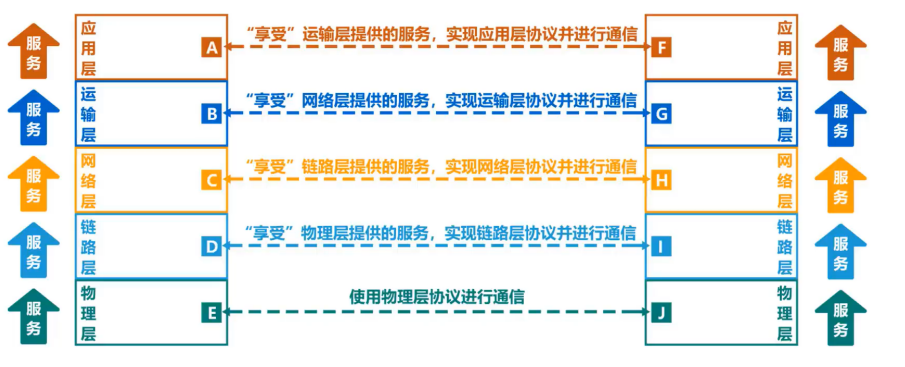 服务
应用层
A
“享受”运输层提供的服务，实现应用层协议并进行通信
F
应用层
服务
服务
运输层
B
“享受”网络层提供的服务，实现运输层协议并进行通信
G
运输层
服务
服务
网络层
C
“享受”链路层提供的服务，实现网络层协议并进行通信
H
网络层
服务
服务
链路层
D
“享受”物理层提供的服务，实现链路层协议并进行通信
I
链路层
服务
服务
物理层
E
使用物理层协议进行通信
J
物理层
服务